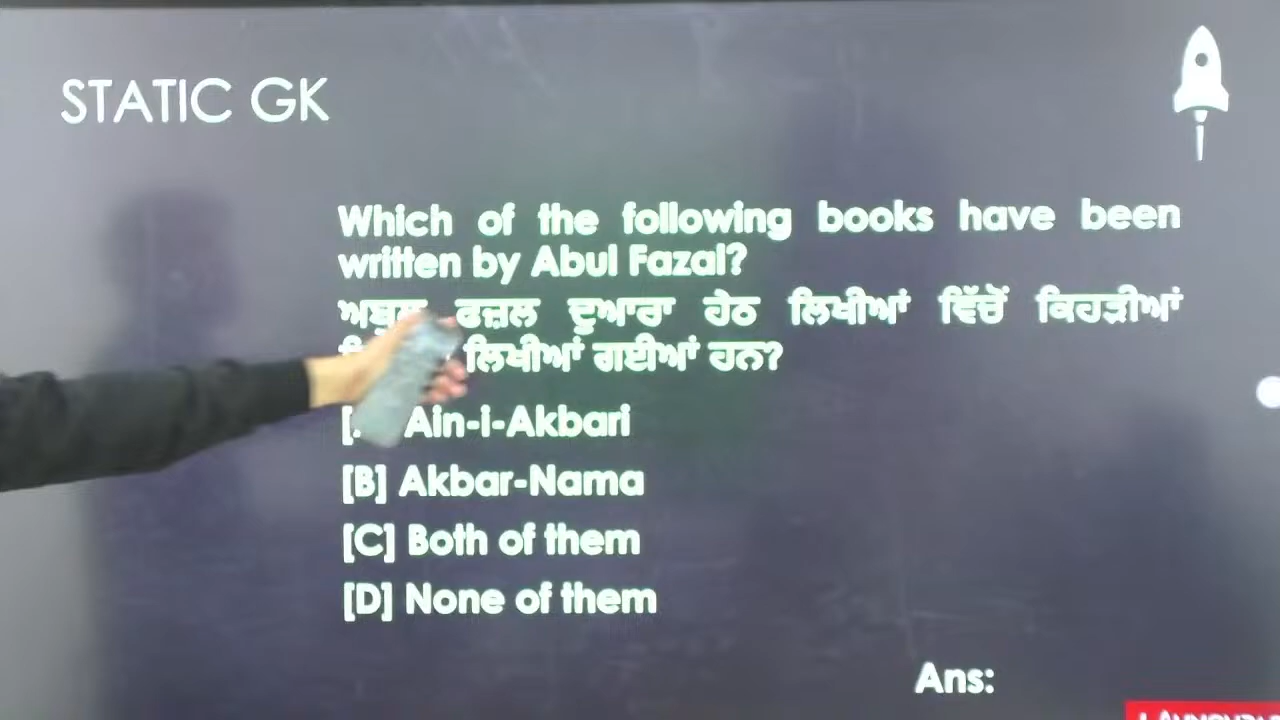 STATIC GK
Which of the following books have been
written by Abul Fazal?
ਫਜ਼ਲ ਦੁਆਰਾ ਹੇਠ ਲਿਖੀਆਂ ਵਿੱਚੋਂ ਕਿਹੜੀਆਂ
ਲਿਖੀਆਂ ਗਈਆਂ ਹਨ?
Ain-i-Akbari
[B] Akbar-Nama
[C] Both of them
[D] None of them
Ans: